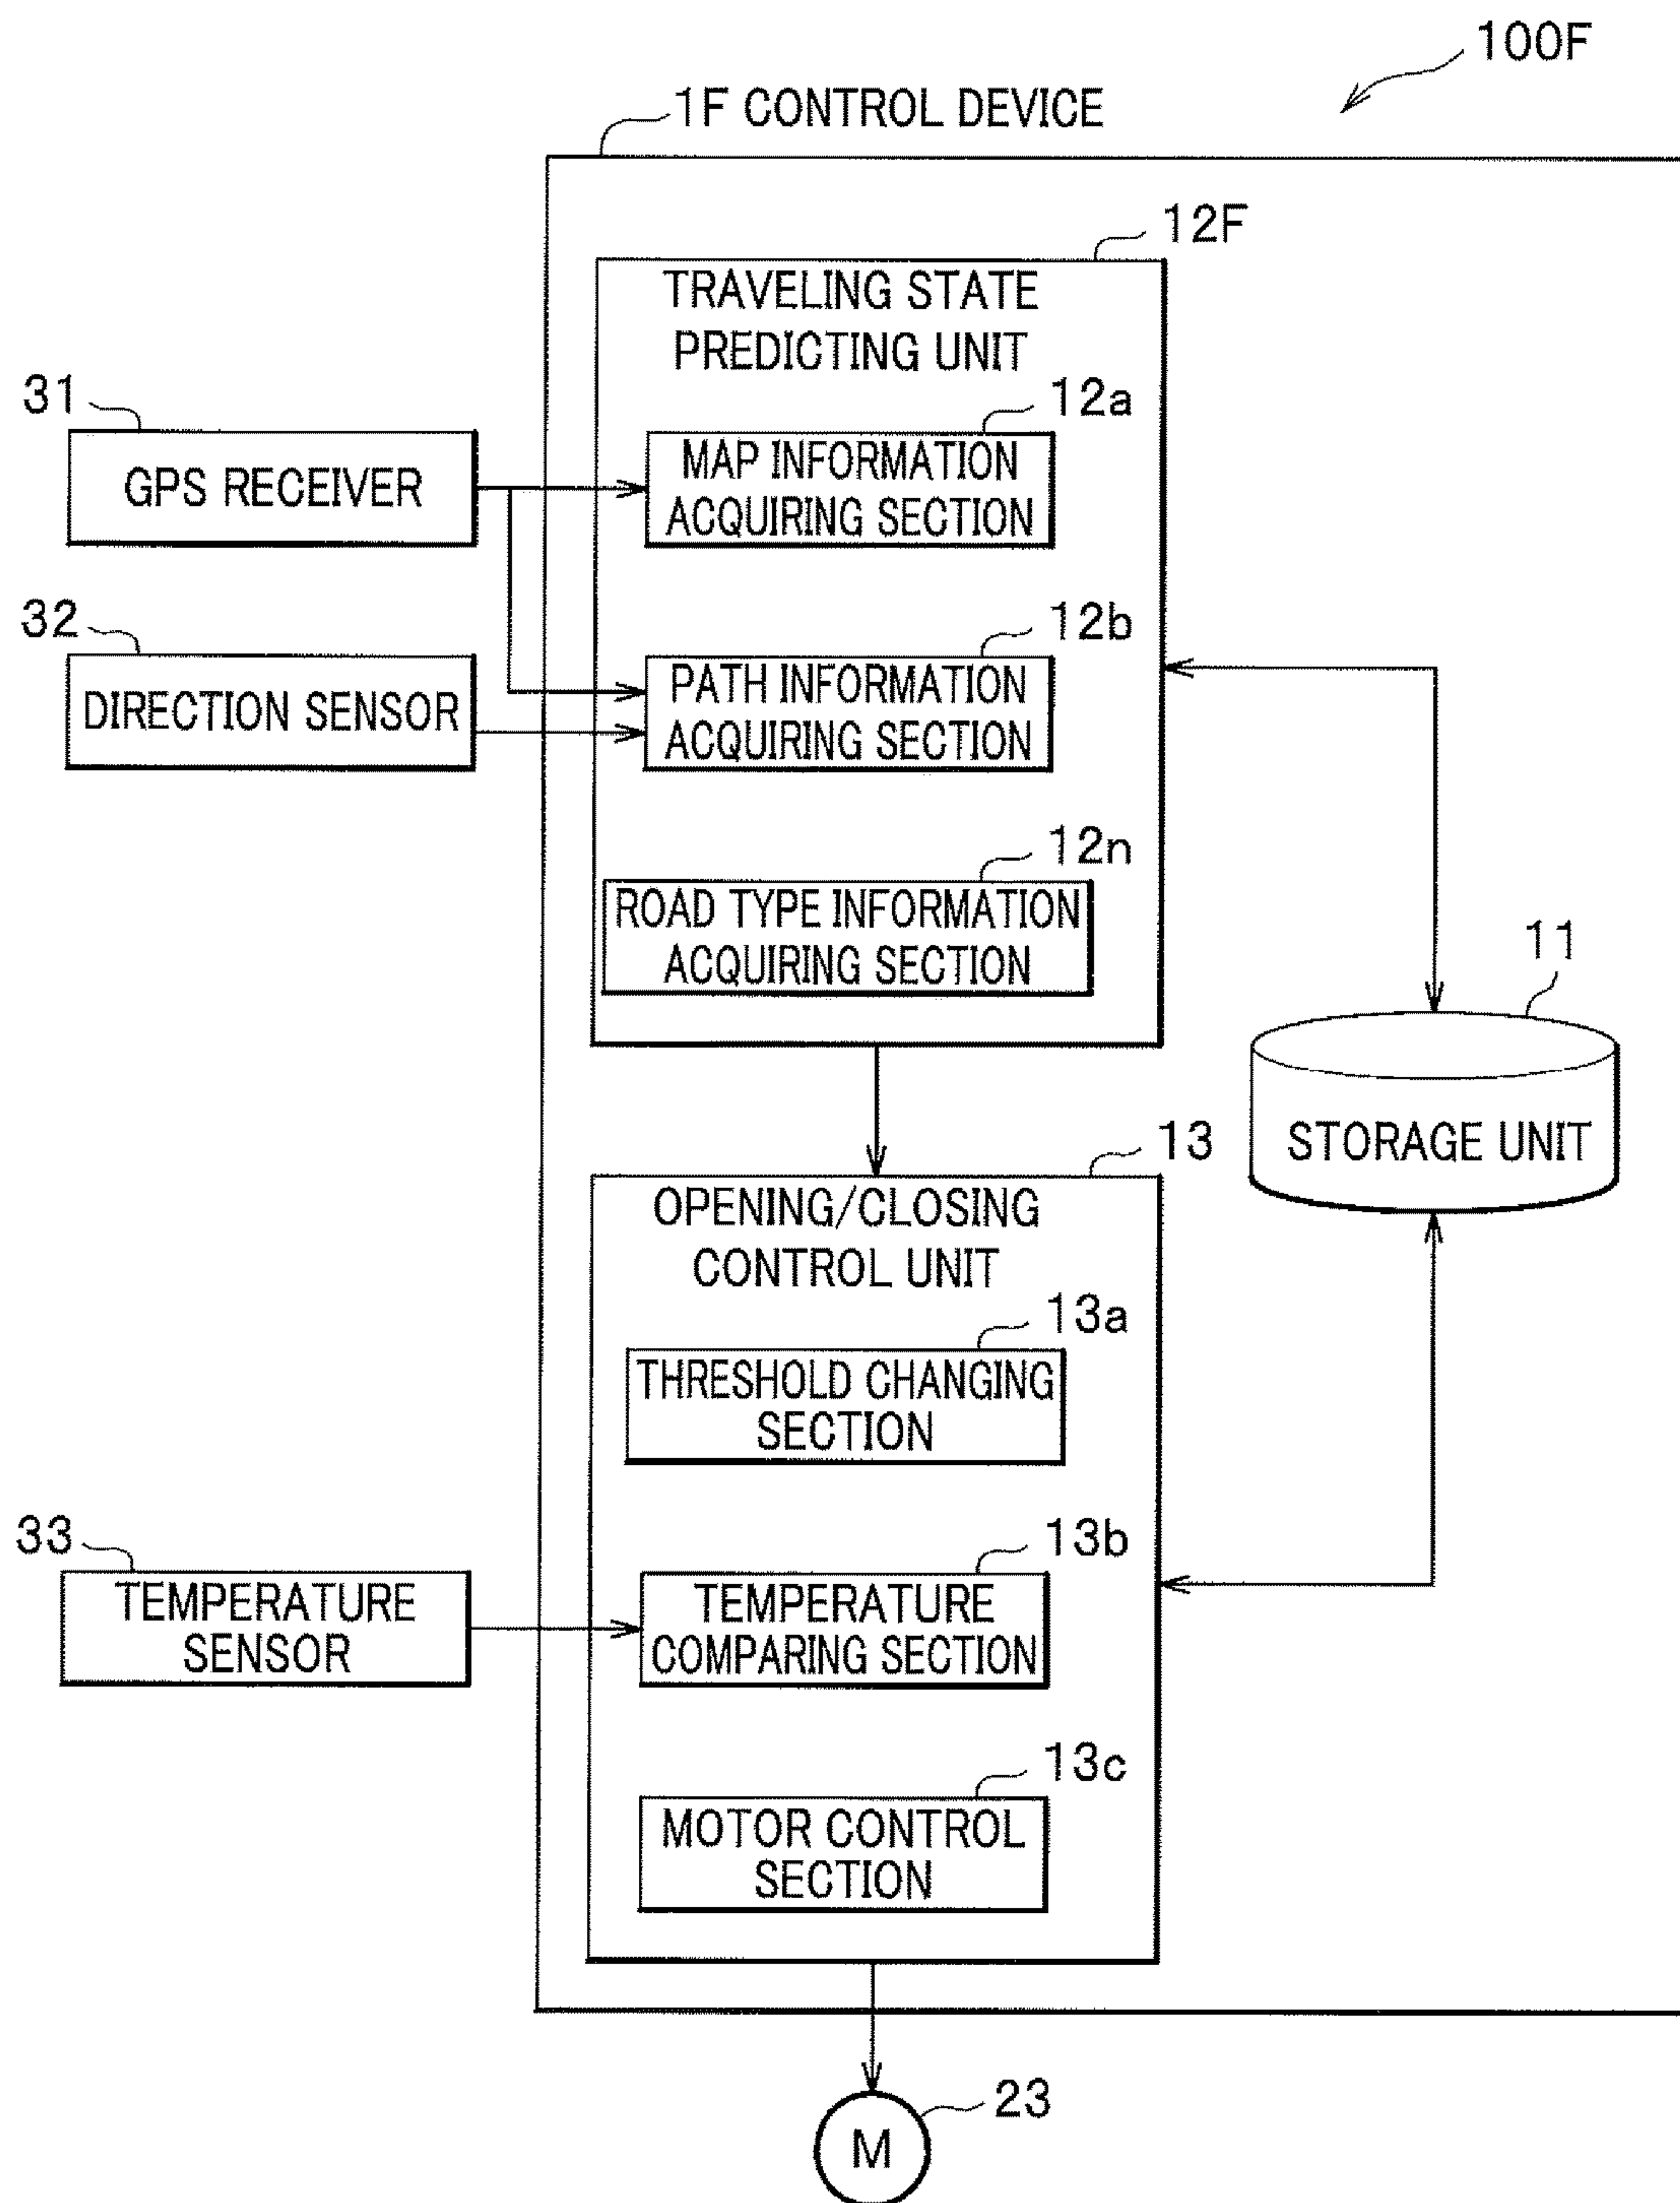 100F
1F CONTROL DEVICE
12F
TRAVELING STATE
PREDICTING UNIT
31
12a
GPS RECEIVER
MAP INFORMATION
ACQUIRING SECTION
32
12b
DIRECTION SENSOR
PATH INFORMATION
ACQUIRING SECTION
12n
ROAD TYPE INFORMATION
ACQUIRING SECTION
11
STORAGE UNIT
13
OPENING/CLOSING
CONTROL UNIT
13a
THRESHOLD CHANGING
SECTION
33
13b
TEMPERATURE
SENSOR
TEMPERATURE
COMPARING SECTION
13c
MOTOR CONTROL
SECTION
23
M